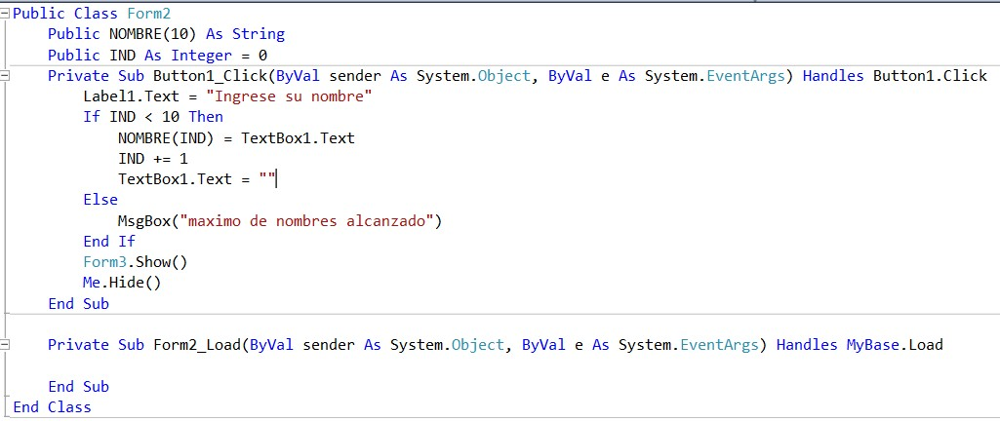 Public Class Form2
    Public NOMBRE(10) As String
    Public IND As Integer = 0
    Private Sub Button1_Click(ByVal sender As System.Object, ByVal e As System.EventArgs) Handles Button1.Click
        Label1.Text = "Ingrese su nombre"
        If IND < 10 Then
            NOMBRE(IND) = TextBox1.Text
            IND += 1
            TextBox1.Text = ""
        Else
            MsgBox("maximo de nombres alcanzado")
        End If
        Form3.Show()
        Me.Hide()
    End Sub
    Private Sub Form2_Load(ByVal sender As System.Object, ByVal e As System.EventArgs) Handles MyBase.Load
    End Sub
End Class